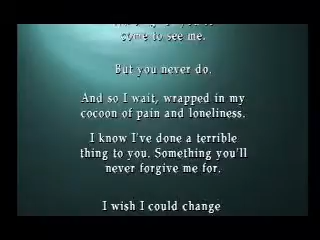 come to see me.
But you never do.
And so I wait, wrapped in my
cocoon of pain and loneliness.
I know I've done a terrible
thing to you. Something you'll
never forgive me for.
I wish I could change